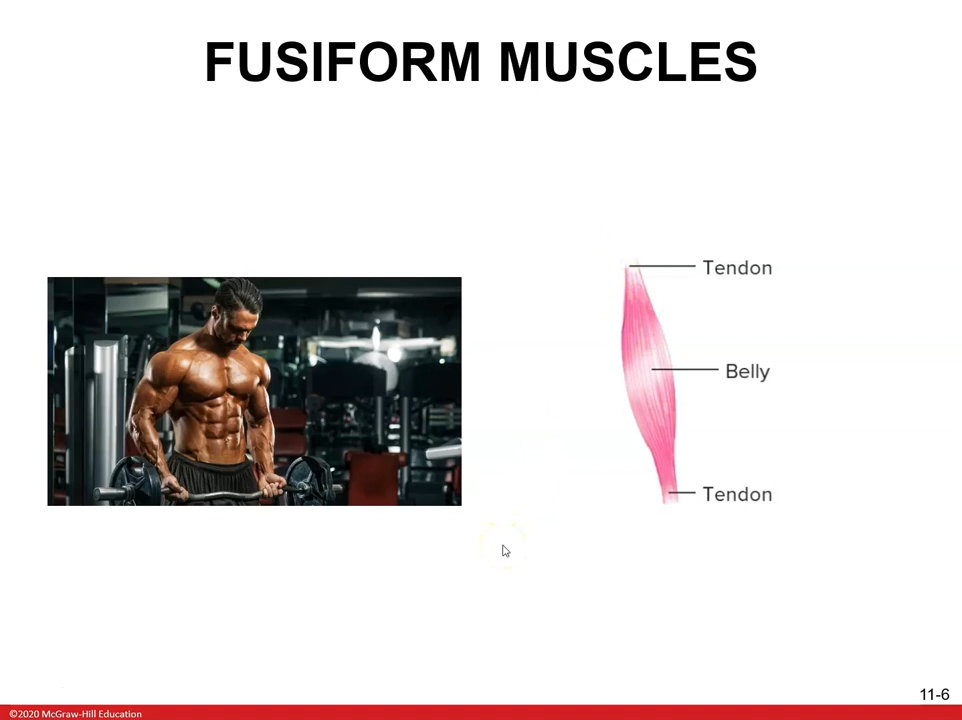 FUSIFORM MUSCLES
Tendon
Belly
Tendon
11-6
©2020 McGraw-Hill Education